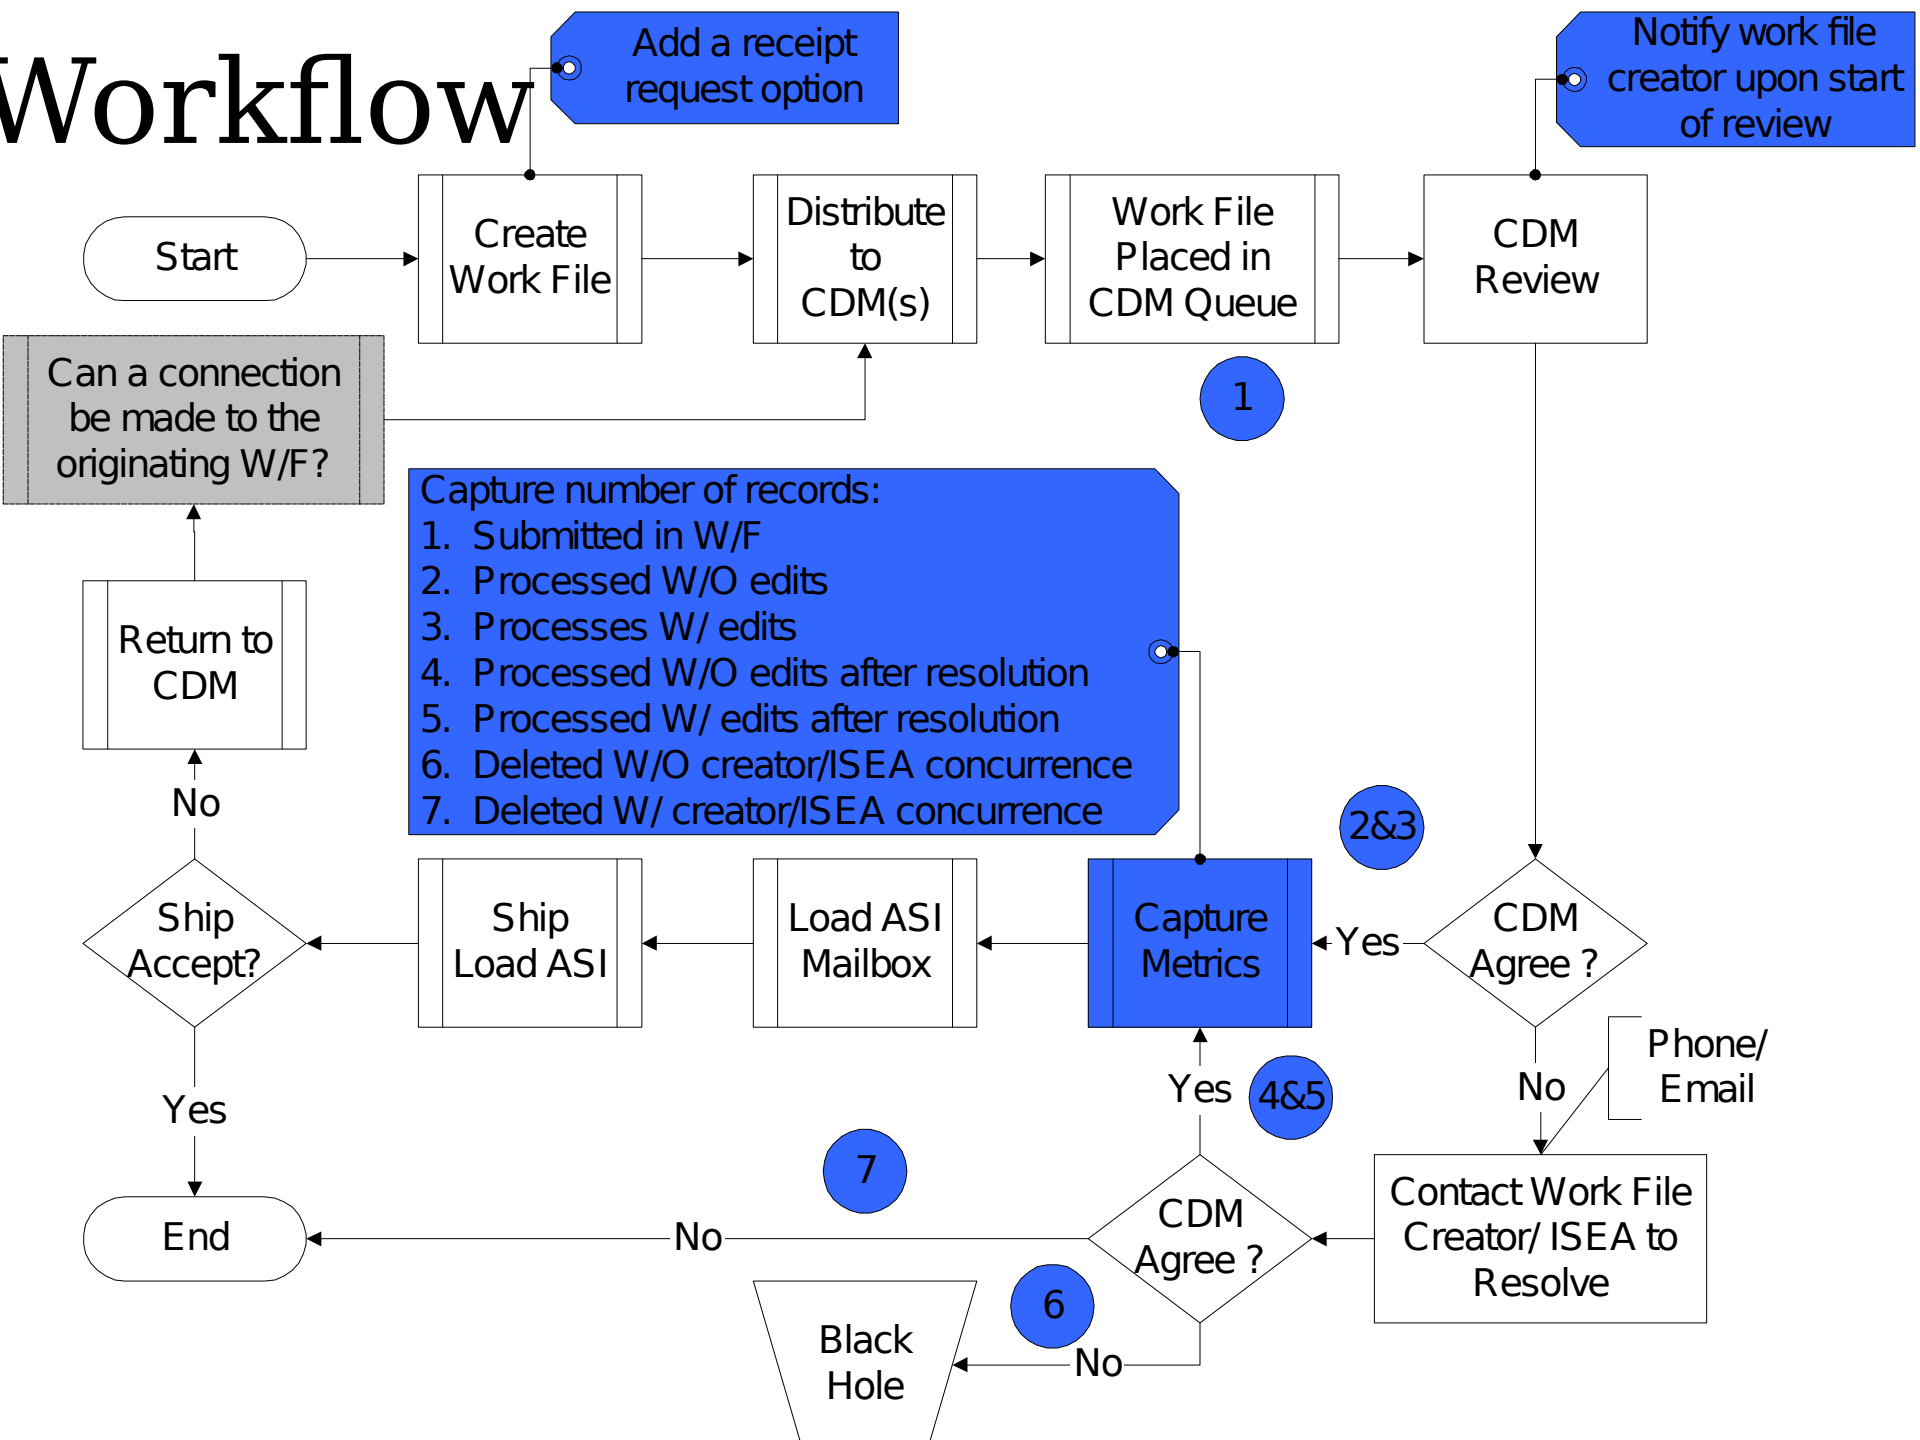 Workflow
Add a receipt
request option
Notify work file
creator upon start
of review
Start
Create
Work File
Distribute
to
CDM(s)
Work File
Placed in
CDM Queue
CDM
Review
1
Can a connection
be made to the
originating W/F?
Capture number of records:
1. Submitted in W/F
2. Processed W/O edits
3. Processes W/ edits
4. Processed W/O edits after resolution
5. Processed W/ edits after resolution
6. Deleted W/O creator/ISEA concurrence
7. Deleted W/ creator/ISEA concurrence
Return to
CDM
No
2&3
Ship
Accept?
Ship
Load ASI
Load ASI
Mailbox
Capture
Metrics
Yes
CDM
Agree ?
Phone/
Email
No
Yes
4&5
Yes
7
Contact Work File
Creator/ ISEA to
Resolve
CDM
Agree ?
No
End
6
No
Black
Hole